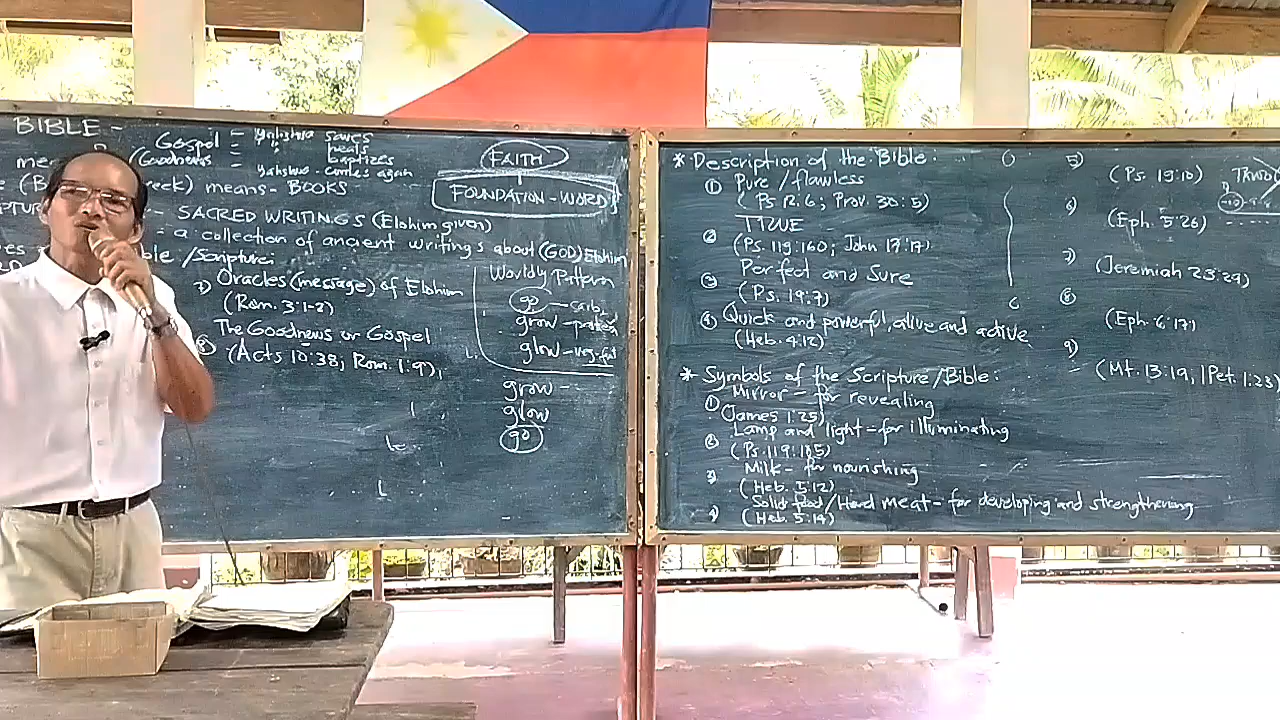 BIBLE -
Gospel = Yahshua saves
" heals
(Goodnews = " baptizes
Yahshua - comes again
means - BOOKS
SACRED WRITINGS (Elohim given)
= a collection of ancient writings about (GOD) Elohim
/Scripture:
7) Oracles (message) of Elohim
(Rom. 3:1-2)
8) The Goodnews or Gospel
(Acts 10:38; Rom. 1:9),
FAITH
FOUNDATION - WORD
Worldly Pattern
go - carb.
grow - protein
glow - veg. fruit
grow --
glow
go
* Description of the Bible:
1) Pure / flawless
(Ps 12:6; Prov. 30:5)
2) TRUE
(Ps. 119:160; John 17:17)
3) Perfect and Sure
(Ps. 19:7)
4) Quick and powerful, alive and active
(Heb. 4:12)
* Symbols of the Scripture/Bible:
1) Mirror - for revealing
(James 1:25)
2) Lamp and light - for illuminating
(Ps. 119:105)
3) Milk - for nourishing
(Heb. 5:12)
4) Solid food/Hard meat - for developing and strengthening
(Heb. 5:14)
5)
(Ps. 19:10)
6)
(Eph. 5:26)
7)
(Jeremiah 23:29)
8)
(Eph. 6:17)
9)
(Mt. 13:19, 1Pet. 1:23)